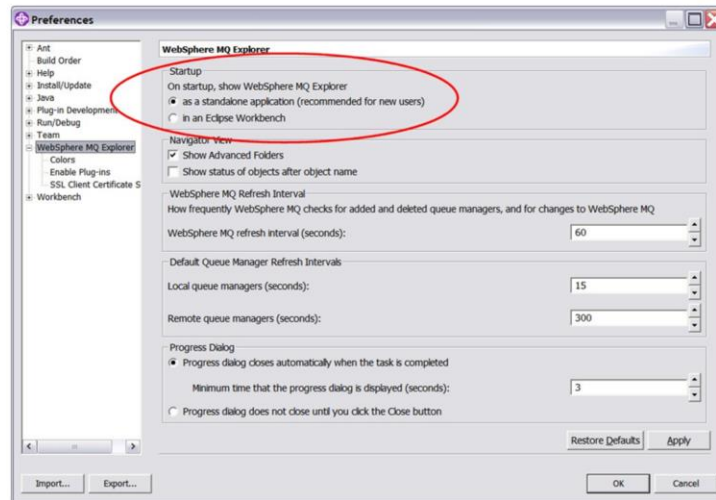 Preferences
Ant
Build Order
Help
Install/Update
Java
Plug-in Development
Run/Debug
Team
WebSphere MQ Explorer
Colors
Enable Plug-ins
SSL Client Certificate S
Workbench
WebSphere MQ Explorer
Startup
On startup, show WebSphere MQ Explorer
as a standalone application (recommended for new users)
in an Eclipse Workbench
Navigator View
Show Advanced Folders
Show status of objects after object name
WebSphere MQ Refresh Interval
How frequently WebSphere MQ checks for added and deleted queue managers, and for changes to WebSphere MQ
WebSphere MQ refresh interval (seconds): 60
Default Queue Manager Refresh Intervals
Local queue managers (seconds): 15
Remote queue managers (seconds): 300
Progress Dialog
Progress dialog closes automatically when the task is completed
Minimum time that the progress dialog is displayed (seconds): 3
Progress dialog does not close until you click the Close button
Restore Defaults Apply
Import... Export... OK Cancel